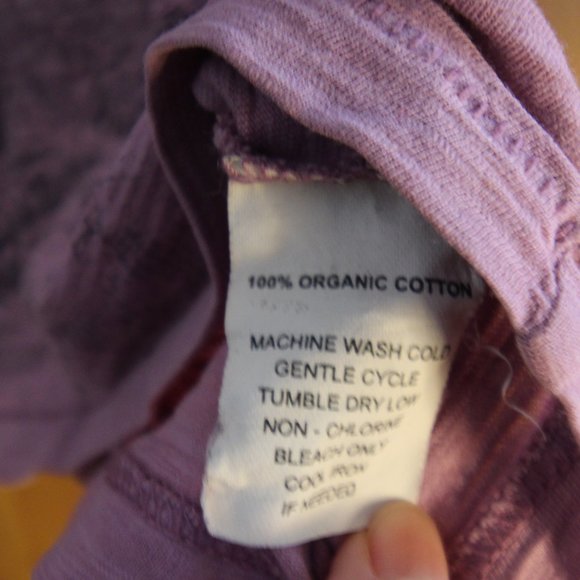 100% ORGANIC COTTON
MACHINE WASH COLD
GENTLE CYCLE
TUMBLE DRY LOW
NON - CHLORINE
BLEACH ONLY
COOL IRON
IF NEEDED